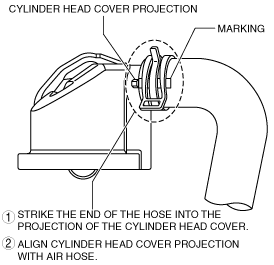 CYLINDER HEAD COVER PROJECTION
MARKING
① STRIKE THE END OF THE HOSE INTO THE
PROJECTION OF THE CYLINDER HEAD COVER.
② ALIGN CYLINDER HEAD COVER PROJECTION
WITH AIR HOSE.